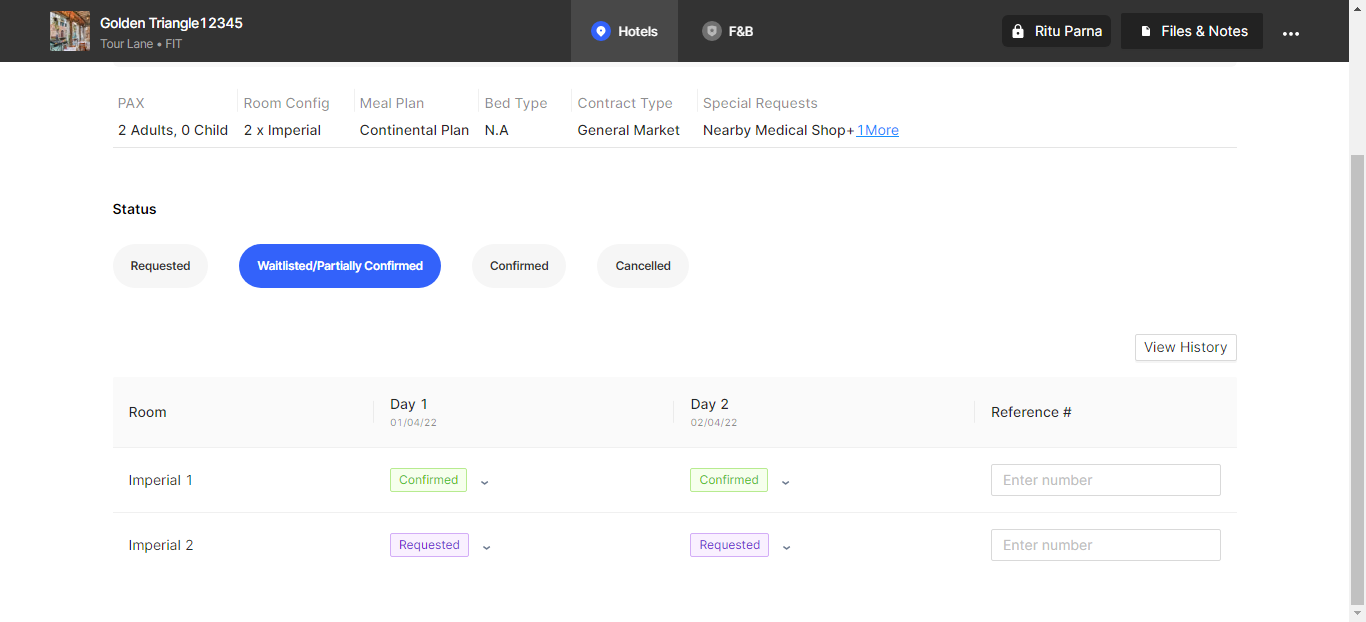 Golden Triangle12345
Tour Lane • FIT
Hotels
F&B
Ritu Parna
Files & Notes
PAX
Room Config
Meal Plan
Bed Type
Contract Type
Special Requests
2 Adults, 0 Child
2 x Imperial
Continental Plan
N.A
General Market
Nearby Medical Shop+ 1More
Status
Requested
Waitlisted/Partially Confirmed
Confirmed
Cancelled
View History
Room
Day 1
01/04/22
Day 2
02/04/22
Reference #
Imperial 1
Confirmed
Confirmed
Enter number
Imperial 2
Requested
Requested
Enter number